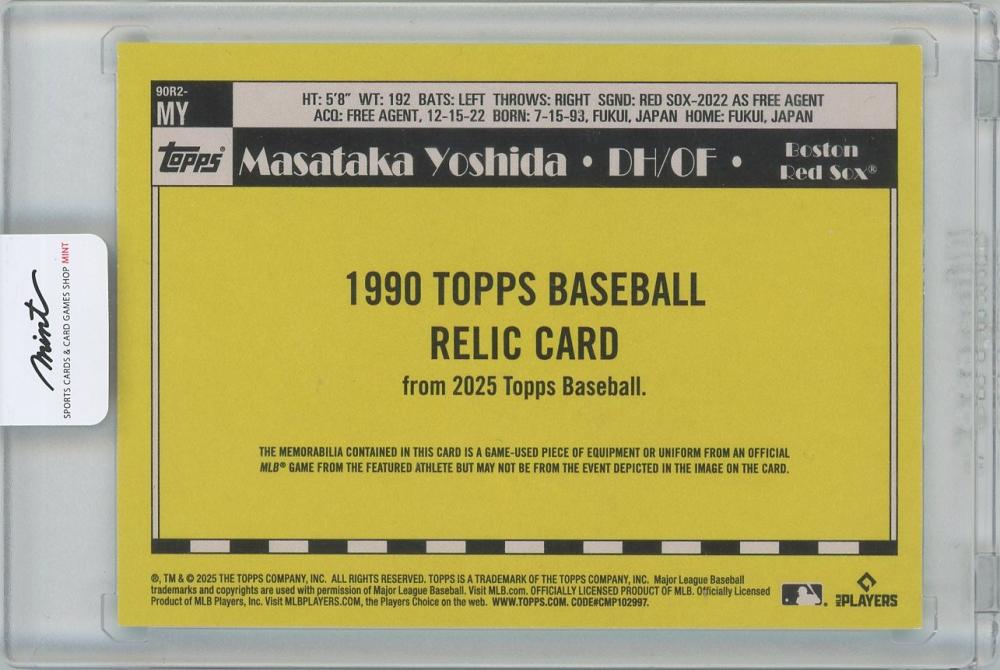 90R2-
MY
HT: 5'8" WT: 192 BATS: LEFT THROWS: RIGHT SGND: RED SOX-2022 AS FREE AGENT
ACQ: FREE AGENT, 12-15-22 BORN: 7-15-93, FUKUI, JAPAN HOME: FUKUI, JAPAN
Topps®
Masataka Yoshida • DH/OF •
Boston
Red Sox®
1990 TOPPS BASEBALL
RELIC CARD
from 2025 Topps Baseball.
THE MEMORABILIA CONTAINED IN THIS CARD IS A GAME-USED PIECE OF EQUIPMENT OR UNIFORM FROM AN OFFICIAL
MLB® GAME FROM THE FEATURED ATHLETE BUT MAY NOT BE FROM THE EVENT DEPICTED IN THE IMAGE ON THE CARD.
®, TM & © 2025 THE TOPPS COMPANY, INC. ALL RIGHTS RESERVED. TOPPS IS A TRADEMARK OF THE TOPPS COMPANY, INC. Major League Baseball
trademarks and copyrights are used with permission of Major League Baseball. Visit MLB.com. OFFICIALLY LICENSED PRODUCT OF MLB. Officially Licensed
Product of MLB Players, Inc. Visit MLBPLAYERS.COM, the Players Choice on the web. WWW.TOPPS.COM. CODE#CMP102997.
MLB PLAYERS
mint
SPORTS CARDS & CARD GAMES SHOP MINT